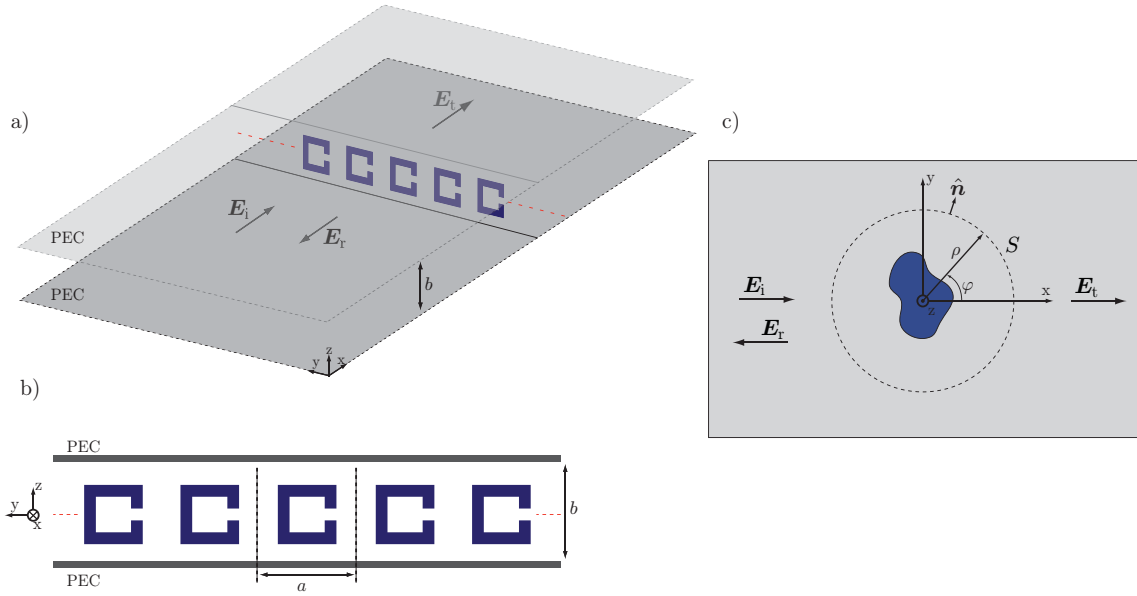 a)
E_t
E_i
E_r
PEC
PEC
b
z
y
x
b)
PEC
z
y
x
b
PEC
a
c)
y
n̂
S
ρ
φ
E_i
E_r
x
E_t
z